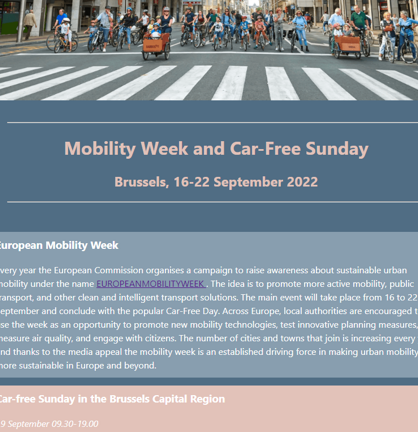 Mobility Week and Car-Free Sunday
Brussels, 16-22 September 2022
European Mobility Week
very year the European Commission organises a campaign to raise awareness about sustainable urban
mobility under the name EUROPEANMOBILITYWEEK . The idea is to promote more active mobility, public
transport, and other clean and intelligent transport solutions. The main event will take place from 16 to 22
September and conclude with the popular Car-Free Day. Across Europe, local authorities are encouraged t
use the week as an opportunity to promote new mobility technologies, test innovative planning measures,
measure air quality, and engage with citizens. The number of cities and towns that join is increasing every
and thanks to the media appeal the mobility week is an established driving force in making urban mobility
more sustainable in Europe and beyond.
Car-free Sunday in the Brussels Capital Region
9 September 09.30-19.00